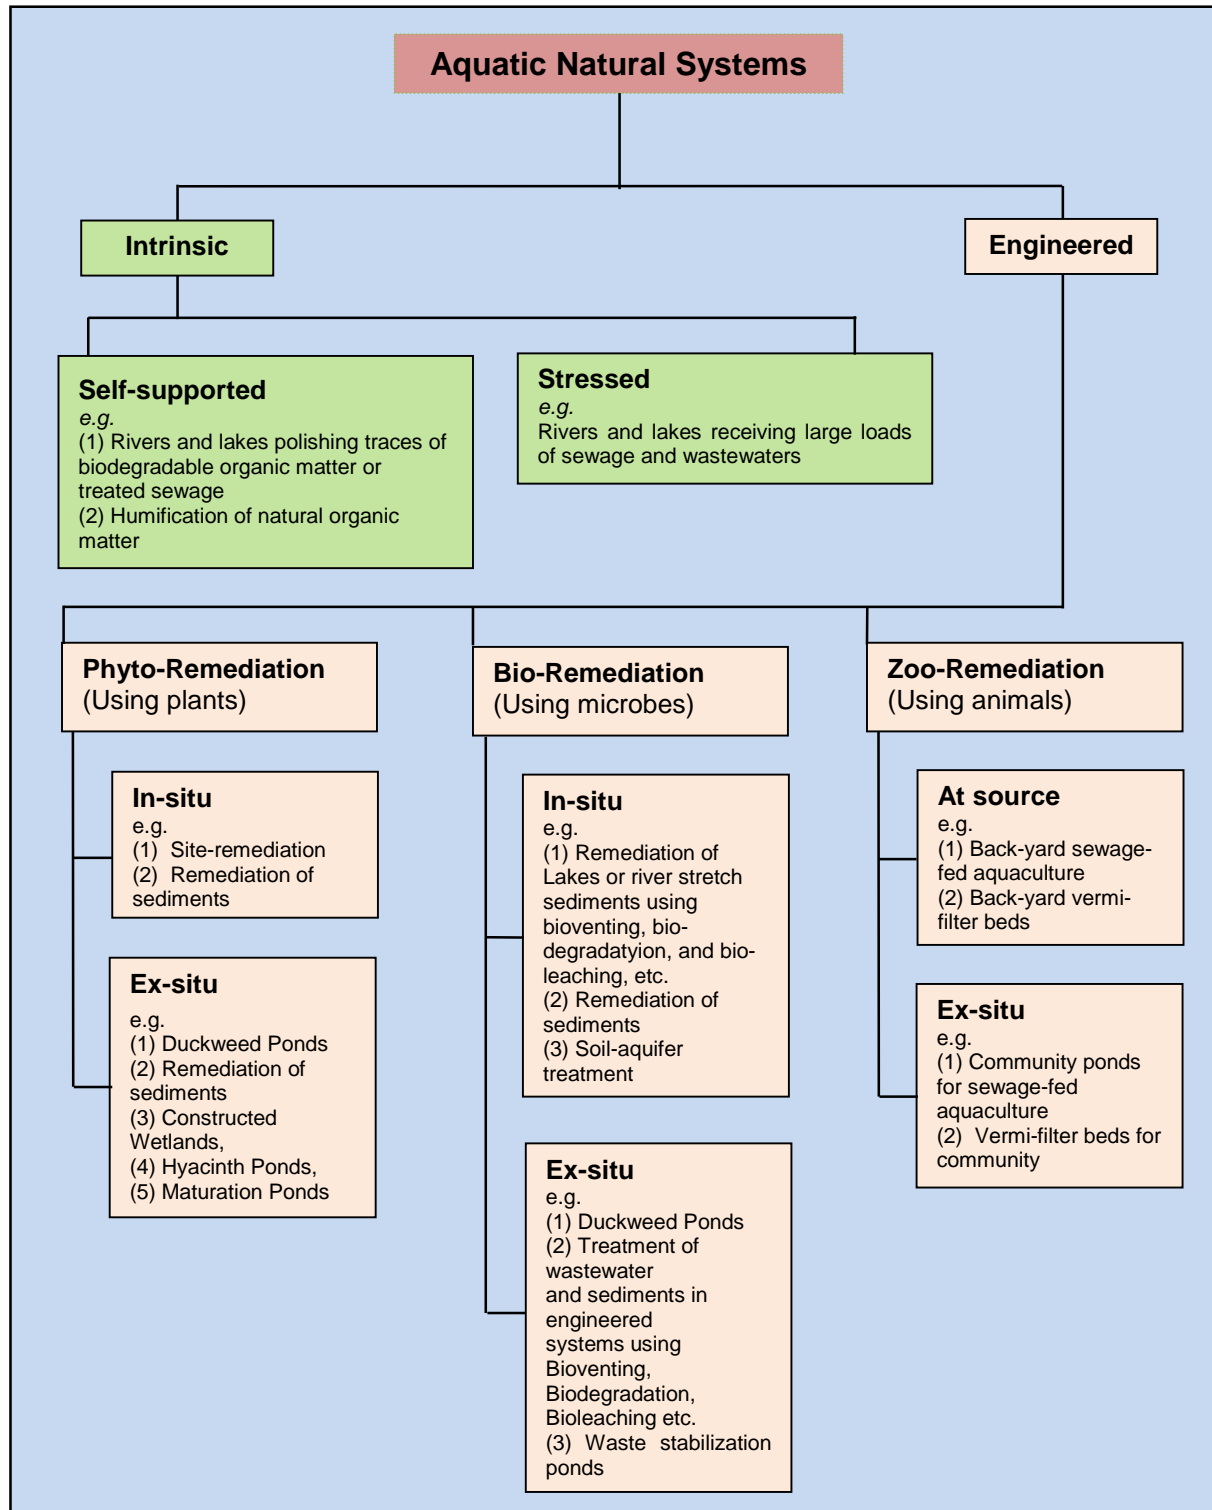 Aquatic Natural Systems
Intrinsic
Engineered
Self-supported
e.g.
(1) Rivers and lakes polishing traces of
biodegradable organic matter or
treated sewage
(2) Humification of natural organic
matter
Stressed
e.g.
Rivers and lakes receiving large loads
of sewage and wastewaters
Phyto-Remediation
(Using plants)
In-situ
e.g.
(1) Site-remediation
(2) Remediation of
sediments
Ex-situ
e.g.
(1) Duckweed Ponds
(2) Remediation of
sediments
(3) Constructed
Wetlands,
(4) Hyacinth Ponds,
(5) Maturation Ponds
Bio-Remediation
(Using microbes)
In-situ
e.g.
(1) Remediation of
Lakes or river stretch
sediments using
bioventing, bio-
degradatyion, and bio-
leaching, etc.
(2) Remediation of
sediments
(3) Soil-aquifer
treatment
Ex-situ
e.g.
(1) Duckweed Ponds
(2) Treatment of
wastewater
and sediments in
engineered
systems using
Bioventing,
Biodegradation,
Bioleaching etc.
(3) Waste stabilization
ponds
Zoo-Remediation
(Using animals)
At source
e.g.
(1) Back-yard sewage-
fed aquaculture
(2) Back-yard vermi-
filter beds
Ex-situ
e.g.
(1) Community ponds
for sewage-fed
aquaculture
(2) Vermi-filter beds for
community